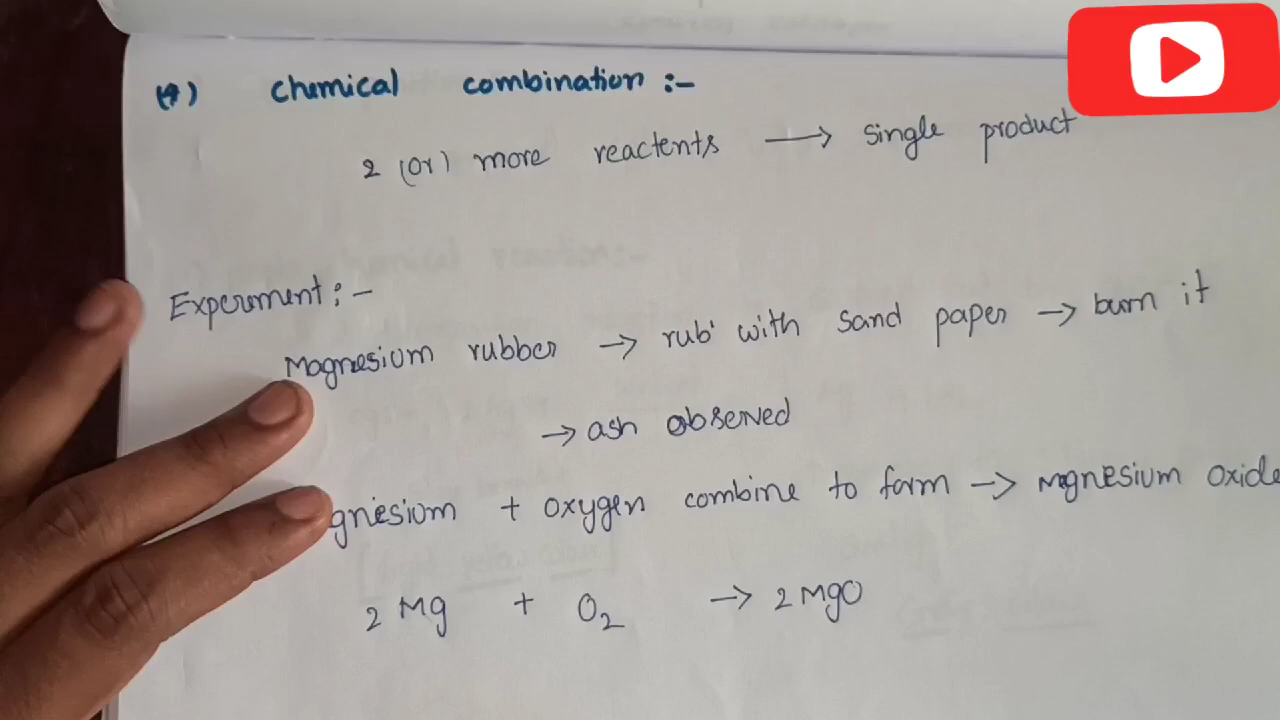 chemical combination :-
2 (or) more reactents → single product
Experiment :-
Magnesium rubber → rub with sand paper → burn it
→ ash observed
gnesium + oxygen combine to form → Magnesium oxide
2 Mg + O₂ → 2 MgO